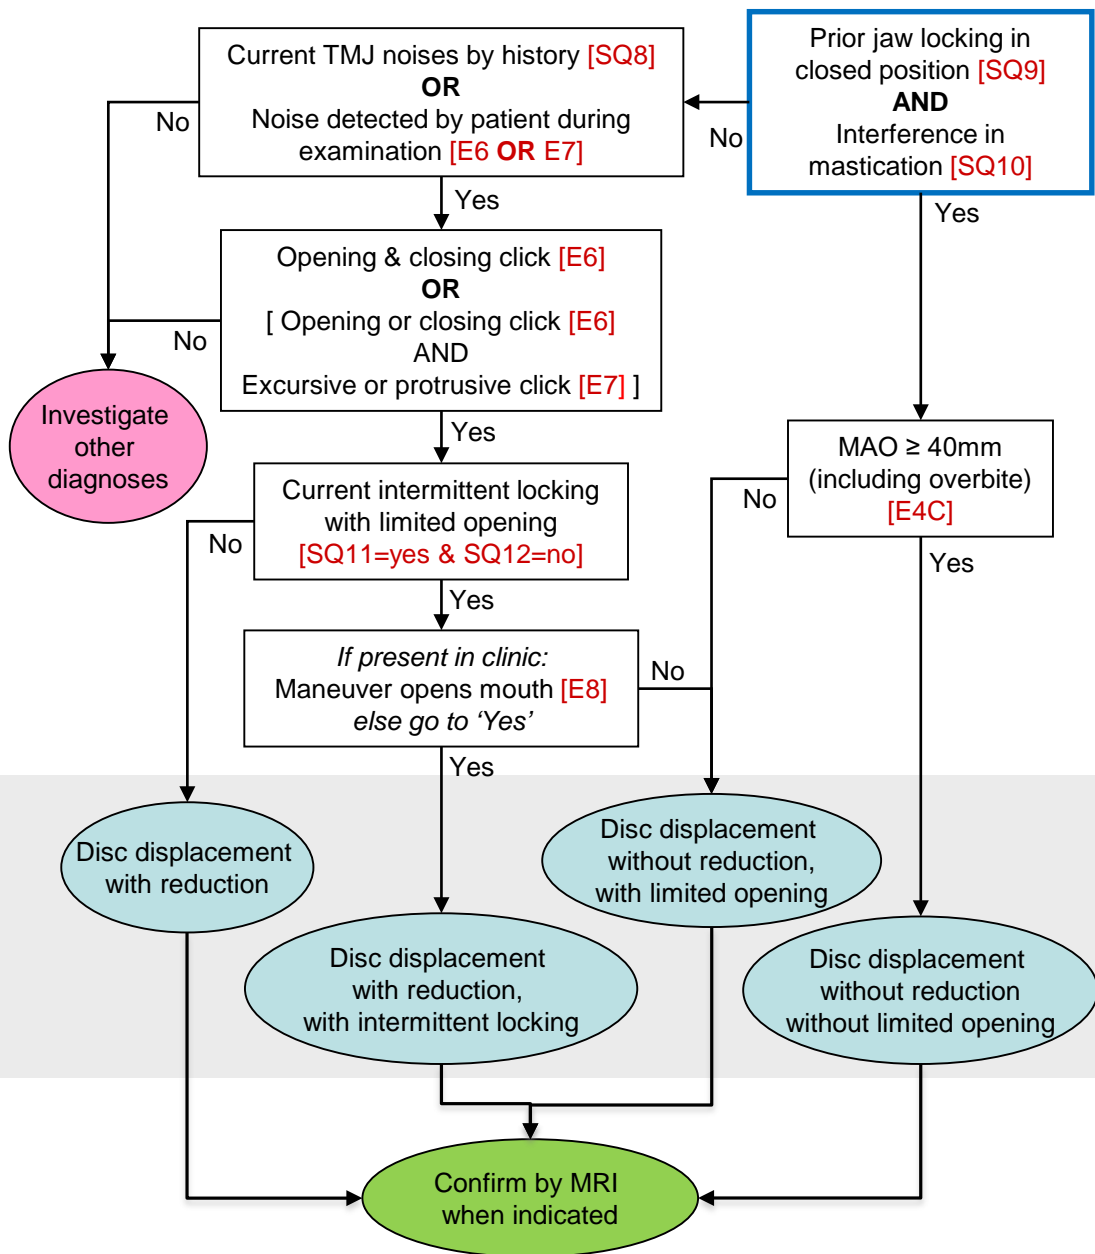 Prior jaw locking in
closed position [SQ9]
AND
Interference in
mastication [SQ10]
No
Yes
Current TMJ noises by history [SQ8]
OR
Noise detected by patient during
examination [E6 OR E7]
No
Yes
Opening & closing click [E6]
OR
[ Opening or closing click [E6]
AND
Excursive or protrusive click [E7] ]
No
Yes
Investigate
other
diagnoses
Current intermittent locking
with limited opening
[SQ11=yes & SQ12=no]
No
Yes
MAO ≥ 40mm
(including overbite)
[E4C]
No
Yes
If present in clinic:
Maneuver opens mouth [E8]
else go to ‘Yes’
No
Yes
Disc displacement
with reduction
Disc displacement
with reduction,
with intermittent locking
Disc displacement
without reduction,
with limited opening
Disc displacement
without reduction
without limited opening
Confirm by MRI
when indicated